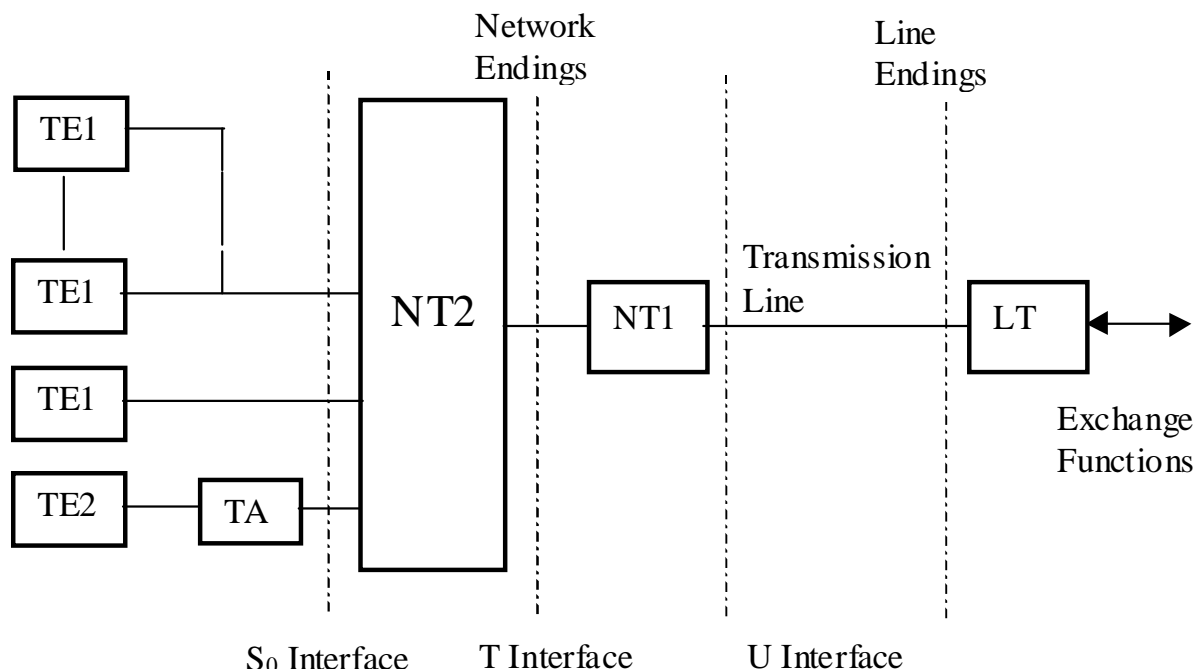 Network
Endings
Line
Endings
TE1
TE1
NT2
Transmission
Line
NT1
LT
TE1
Exchange
Functions
TE2
TA
S0 Interface
T Interface
U Interface